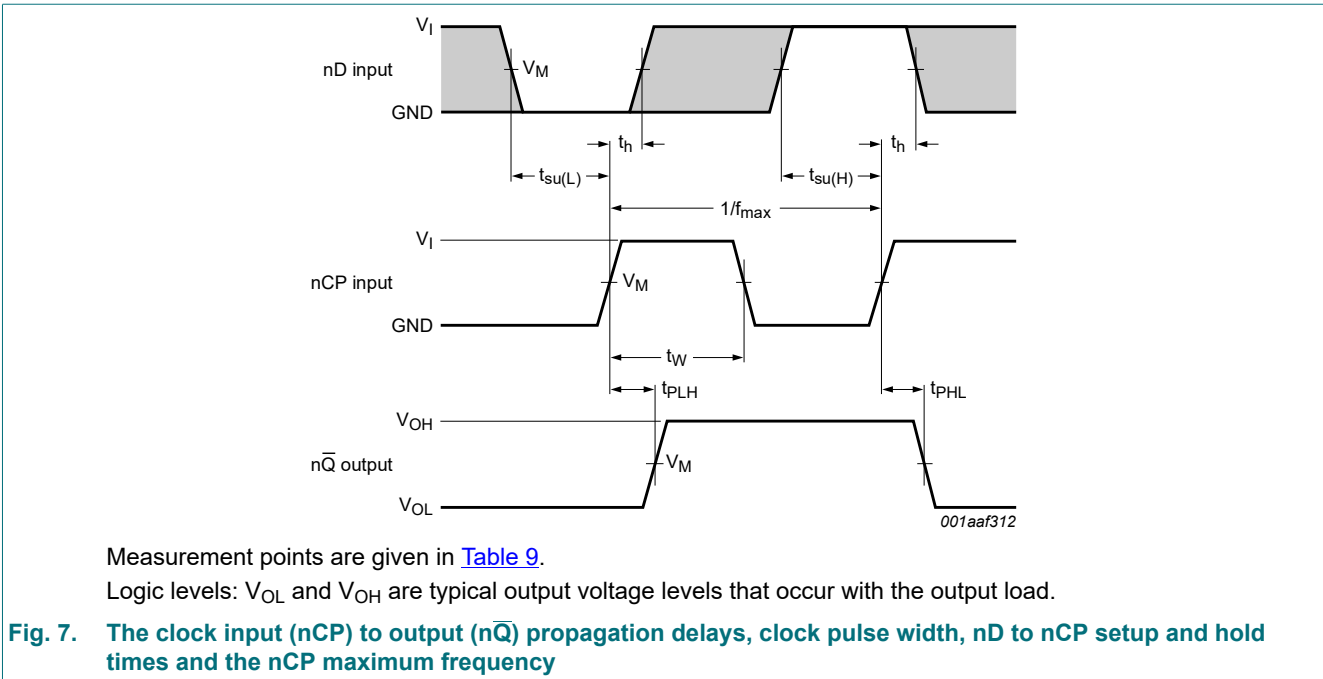 V_I
nD input
V_M
GND
t_h
t_h
t_su(L)
t_su(H)
1/f_max
V_I
nCP input
V_M
GND
t_W
t_PLH
t_PHL
V_OH
nQ̅ output
V_M
V_OL
001aaf312
Measurement points are given in Table 9.
Logic levels: V_OL and V_OH are typical output voltage levels that occur with the output load.
Fig. 7. The clock input (nCP) to output (nQ̅) propagation delays, clock pulse width, nD to nCP setup and hold
times and the nCP maximum frequency